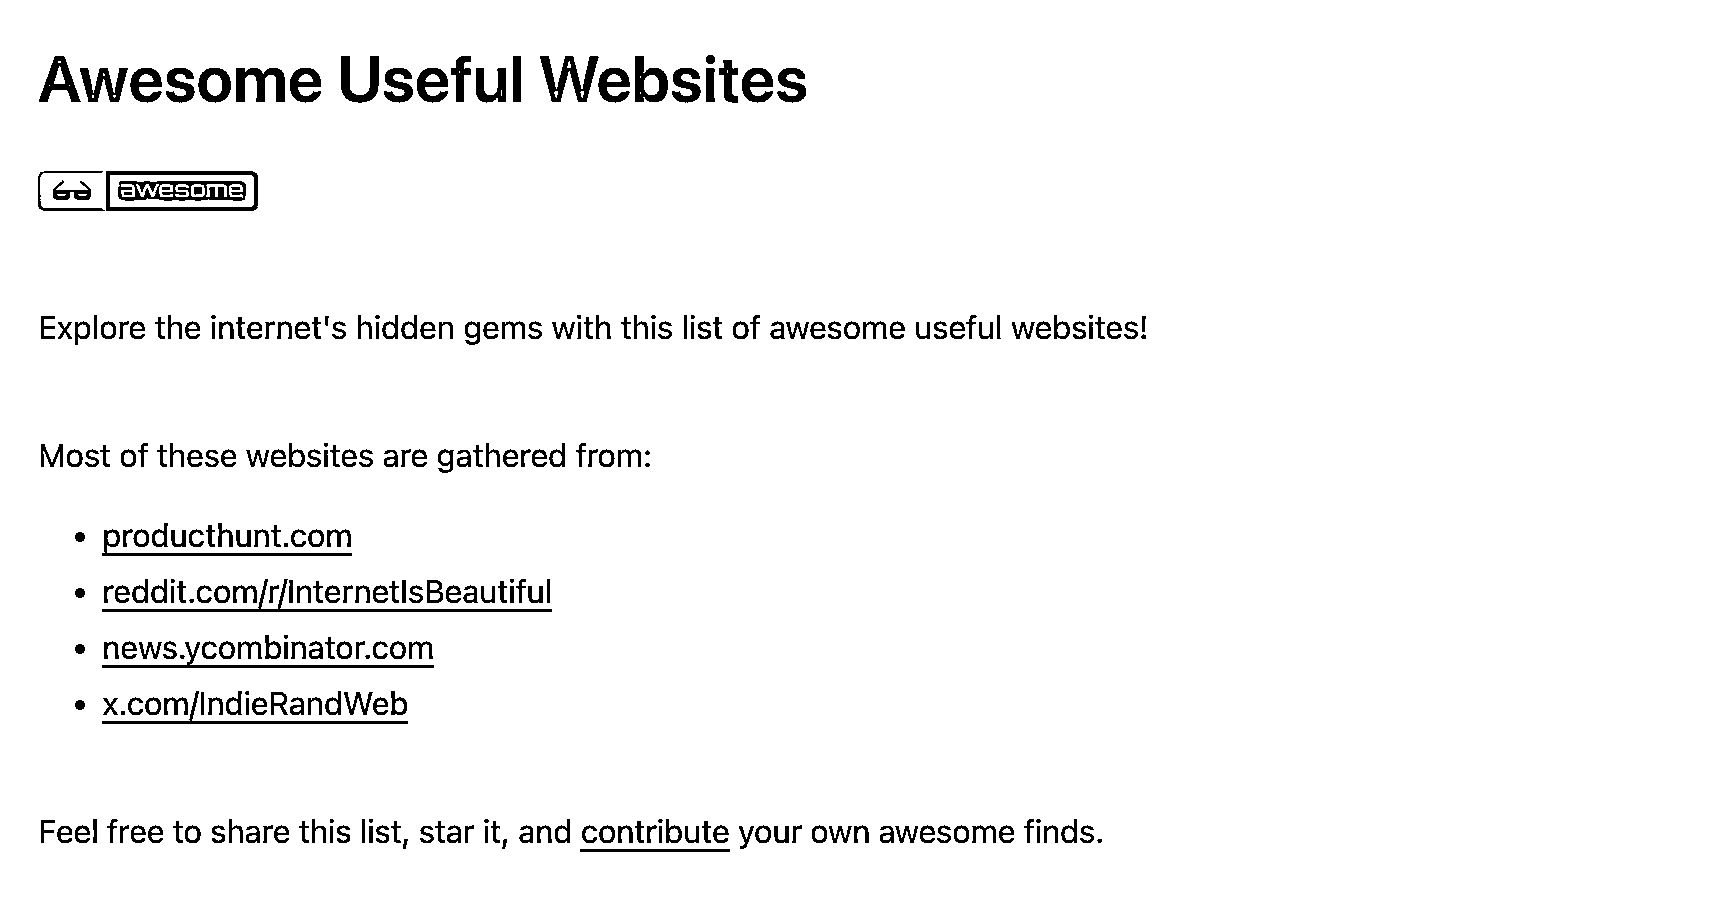 Awesome Useful Websites
awesome
Explore the internet's hidden gems with this list of awesome useful websites!
Most of these websites are gathered from:
• producthunt.com
• reddit.com/r/InternetIsBeautiful
• news.ycombinator.com
• x.com/IndieRandWeb
Feel free to share this list, star it, and contribute your own awesome finds.